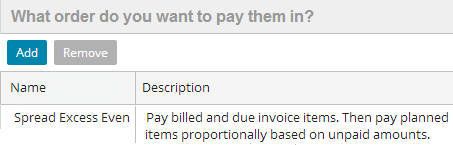 What order do you want to pay them in?
Add Remove
Name Description
Spread Excess Even Pay billed and due invoice items. Then pay planned
items proportionally based on unpaid amounts.